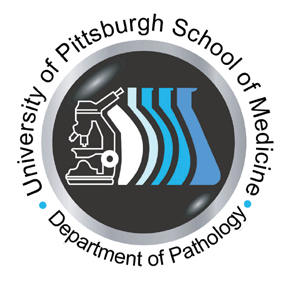 University of Pittsburgh School of Medicine
Department of Pathology